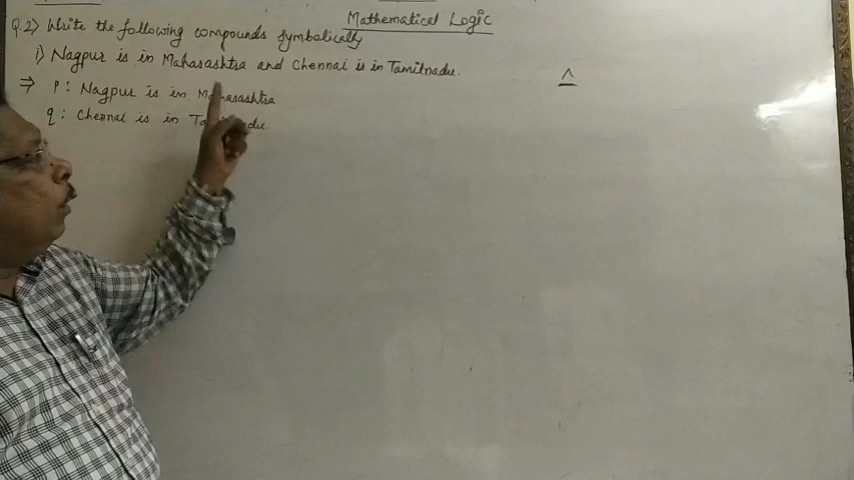 Mathematical Logic
Q.2) Write the following compounds symbolically
i) Nagpur is in Maharashtra and Chennai is in Tamilnadu.
^
⇒ p: Nagpur is in Maharashtra
q: Chennai is in